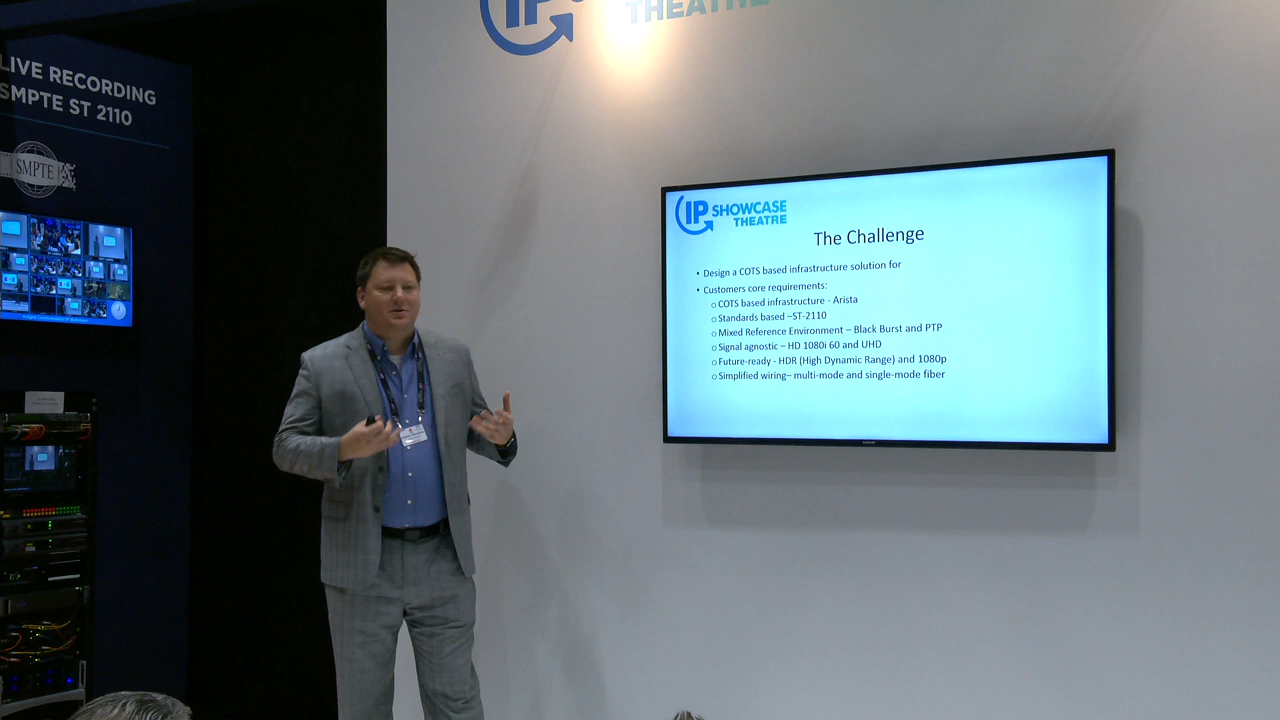 LIVE RECORDING
SMPTE ST 2110
SMPTE
IP
THEATRE
IP SHOWCASE
THEATRE
The Challenge
• Design a COTS based infrastructure solution for
• Customers core requirements:
o COTS based infrastructure - Arista
o Standards based –ST-2110
o Mixed Reference Environment – Black Burst and PTP
o Signal agnostic – HD 1080i 60 and UHD
o Future-ready - HDR (High Dynamic Range) and 1080p
o Simplified wiring– multi-mode and single-mode fiber